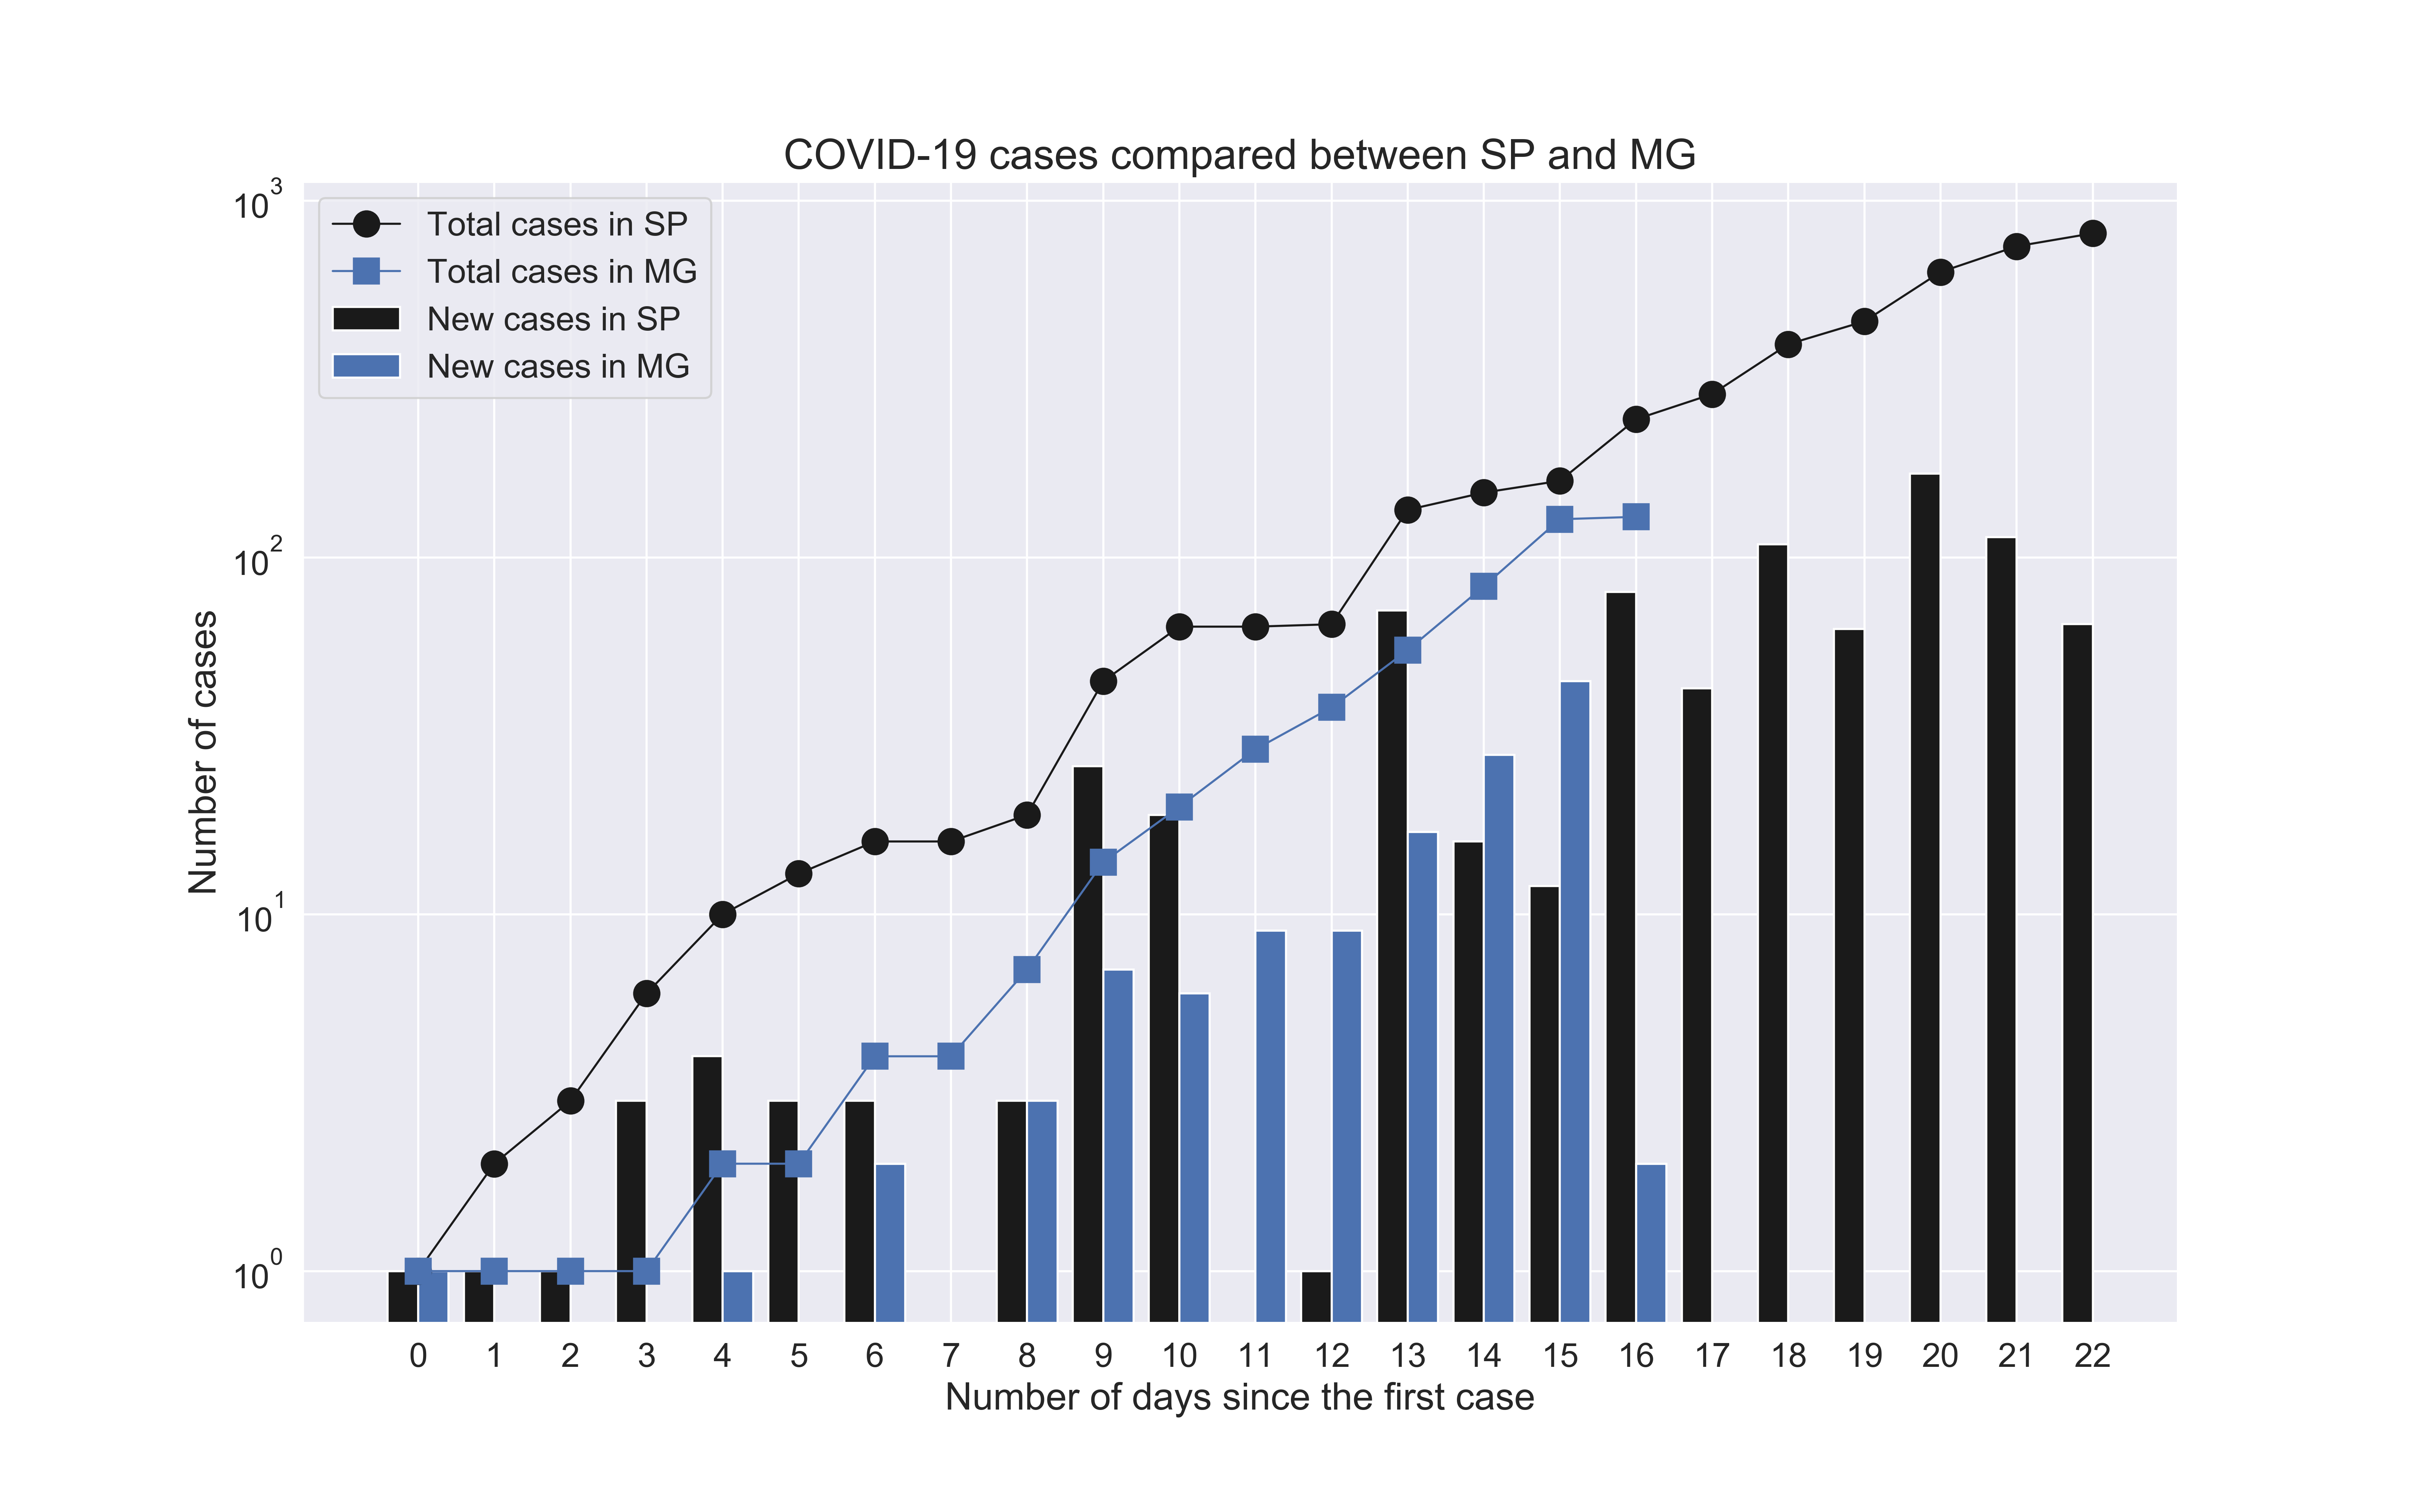 COVID-19 cases compared between SP and MG
10^3
10^2
10^1
10^0
Number of cases
Total cases in SP
Total cases in MG
New cases in SP
New cases in MG
0 1 2 3 4 5 6 7 8 9 10 11 12 13 14 15 16 17 18 19 20 21 22
Number of days since the first case